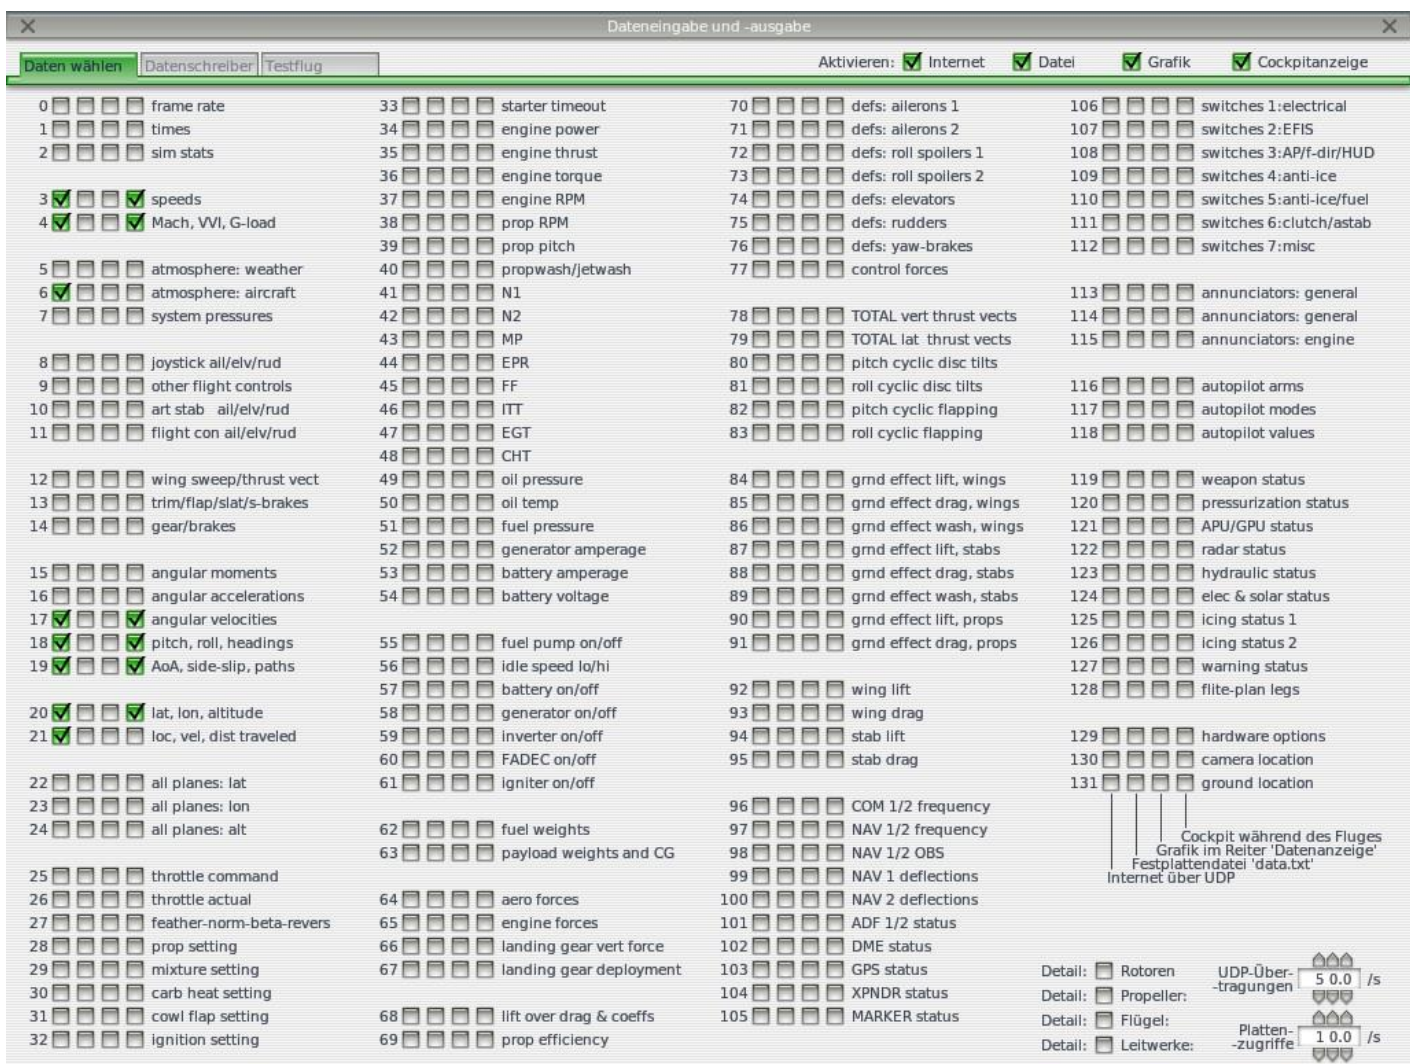 Dateneingabe und -ausgabe
Daten wählen Datenschreiber Testflug
Aktivieren: Internet Datei Grafik Cockpitanzeige
0 frame rate
1 times
2 sim stats
3 speeds
4 Mach, VVI, G-load
5 atmosphere: weather
6 atmosphere: aircraft
7 system pressures
8 joystick ail/elv/rud
9 other flight controls
10 art stab ail/elv/rud
11 flight con ail/elv/rud
12 wing sweep/thrust vect
13 trim/flap/slat/s-brakes
14 gear/brakes
15 angular moments
16 angular accelerations
17 angular velocities
18 pitch, roll, headings
19 AoA, side-slip, paths
20 lat, lon, altitude
21 loc, vel, dist traveled
22 all planes: lat
23 all planes: lon
24 all planes: alt
25 throttle command
26 throttle actual
27 feather-norm-beta-revers
28 prop setting
29 mixture setting
30 carb heat setting
31 cowl flap setting
32 ignition setting
33 starter timeout
34 engine power
35 engine thrust
36 engine torque
37 engine RPM
38 prop RPM
39 prop pitch
40 propwash/jetwash
41 N1
42 N2
43 MP
44 EPR
45 FF
46 ITT
47 EGT
48 CHT
49 oil pressure
50 oil temp
51 fuel pressure
52 generator amperage
53 battery amperage
54 battery voltage
55 fuel pump on/off
56 idle speed lo/hi
57 battery on/off
58 generator on/off
59 inverter on/off
60 FADEC on/off
61 igniter on/off
62 fuel weights
63 payload weights and CG
64 aero forces
65 engine forces
66 landing gear vert force
67 landing gear deployment
68 lift over drag & coeffs
69 prop efficiency
70 defs: ailerons 1
71 defs: ailerons 2
72 defs: roll spoilers 1
73 defs: roll spoilers 2
74 defs: elevators
75 defs: rudders
76 defs: yaw-brakes
77 control forces
78 TOTAL vert thrust vects
79 TOTAL lat thrust vects
80 pitch cyclic disc tilts
81 roll cyclic disc tilts
82 pitch cyclic flapping
83 roll cyclic flapping
84 grnd effect lift, wings
85 grnd effect drag, wings
86 grnd effect wash, wings
87 grnd effect lift, stabs
88 grnd effect drag, stabs
89 grnd effect wash, stabs
90 grnd effect lift, props
91 grnd effect drag, props
92 wing lift
93 wing drag
94 stab lift
95 stab drag
96 COM 1/2 frequency
97 NAV 1/2 frequency
98 NAV 1/2 OBS
99 NAV 1 deflections
100 NAV 2 deflections
101 ADF 1/2 status
102 DME status
103 GPS status
104 XPNDR status
105 MARKER status
106 switches 1:electrical
107 switches 2:EFIS
108 switches 3:AP/f-dir/HUD
109 switches 4:anti-ice
110 switches 5:anti-ice/fuel
111 switches 6:clutch/astab
112 switches 7:misc
113 annunciators: general
114 annunciators: general
115 annunciators: engine
116 autopilot arms
117 autopilot modes
118 autopilot values
119 weapon status
120 pressurization status
121 APU/GPU status
122 radar status
123 hydraulic status
124 elec & solar status
125 icing status 1
126 icing status 2
127 warning status
128 flite-plan legs
129 hardware options
130 camera location
131 ground location
Cockpit während des Fluges
Grafik im Reiter 'Datenanzeige'
Festplattendatei 'data.txt'
Internet über UDP
Detail: Rotoren
Detail: Propeller:
Detail: Flügel:
Detail: Leitwerke:
UDP-Über-
-tragungen 50.0 /s
Platten-
-zugriffe 10.0 /s